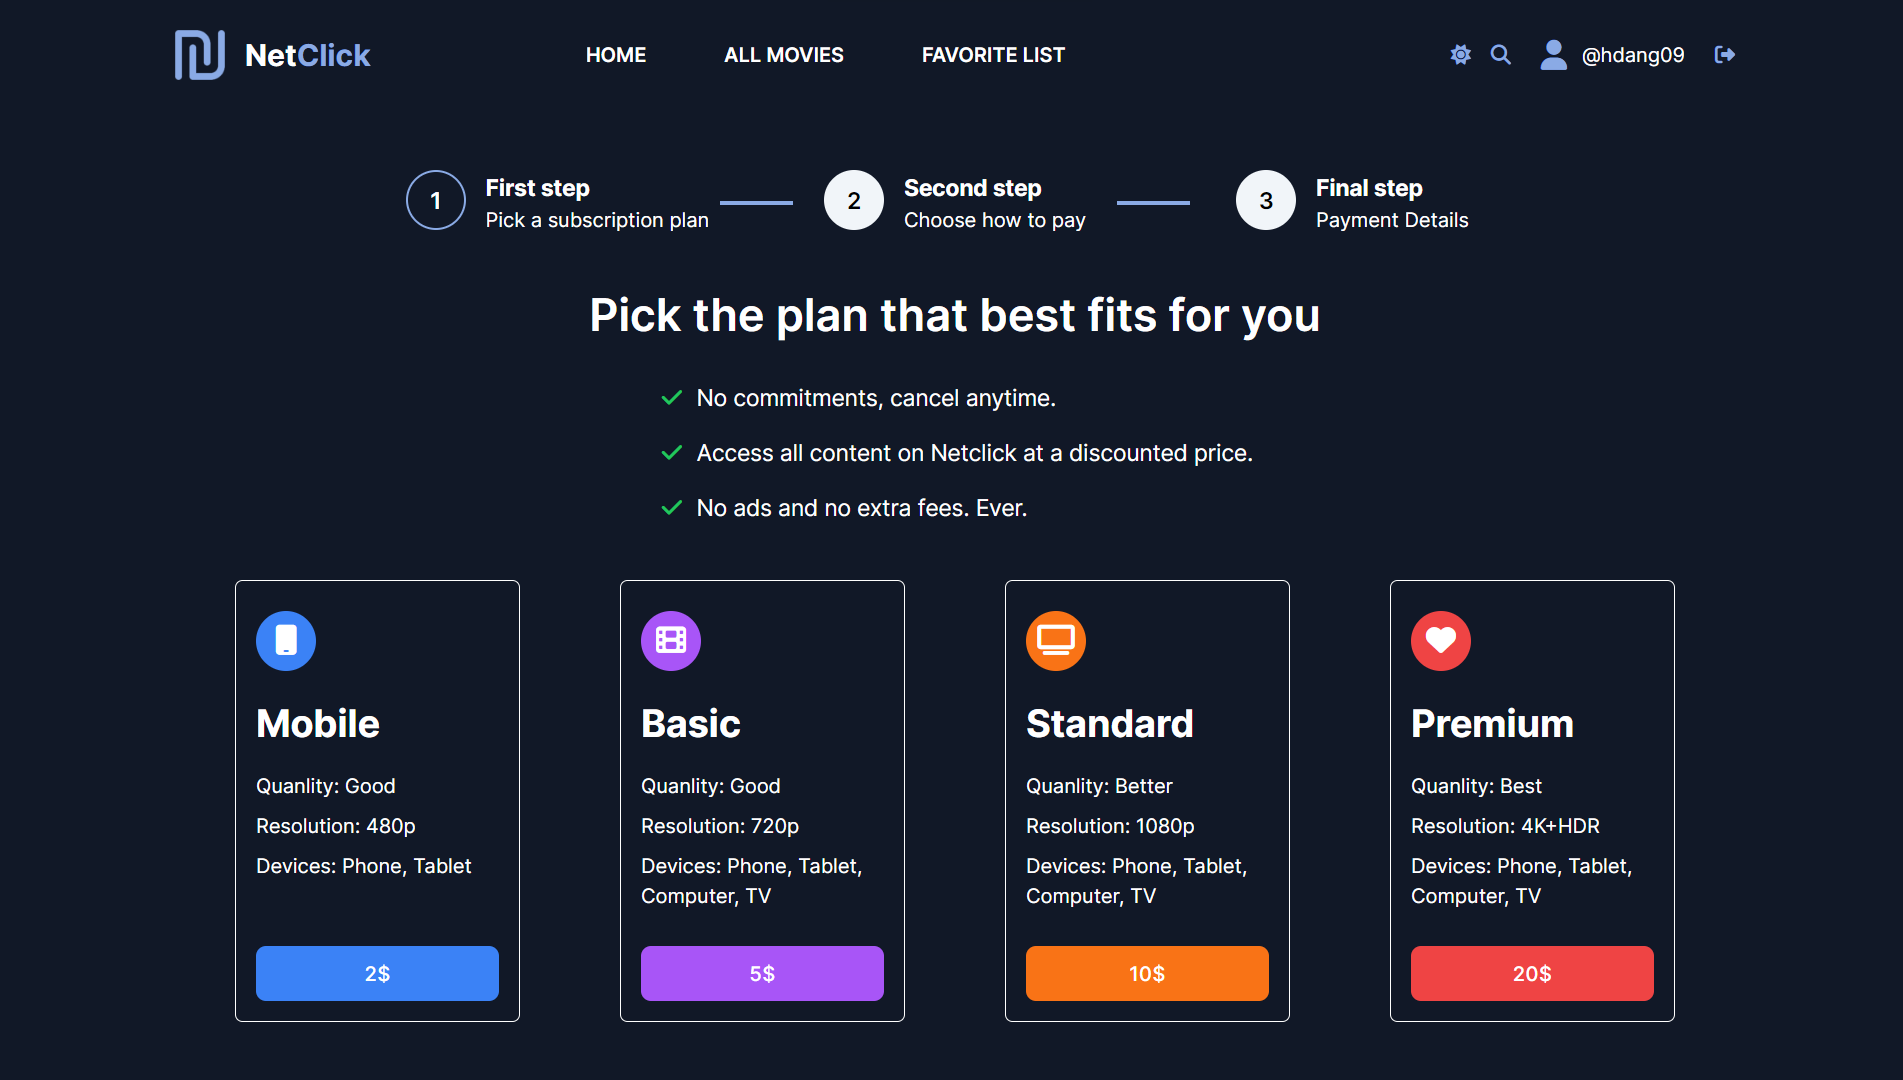 NetClick
HOME
ALL MOVIES
FAVORITE LIST
@hdang09
1
First step
Pick a subscription plan
2
Second step
Choose how to pay
3
Final step
Payment Details
Pick the plan that best fits for you
No commitments, cancel anytime.
Access all content on Netclick at a discounted price.
No ads and no extra fees. Ever.
Mobile
Quanlity: Good
Resolution: 480p
Devices: Phone, Tablet
2$
Basic
Quanlity: Good
Resolution: 720p
Devices: Phone, Tablet,
Computer, TV
5$
Standard
Quanlity: Better
Resolution: 1080p
Devices: Phone, Tablet,
Computer, TV
10$
Premium
Quanlity: Best
Resolution: 4K+HDR
Devices: Phone, Tablet,
Computer, TV
20$